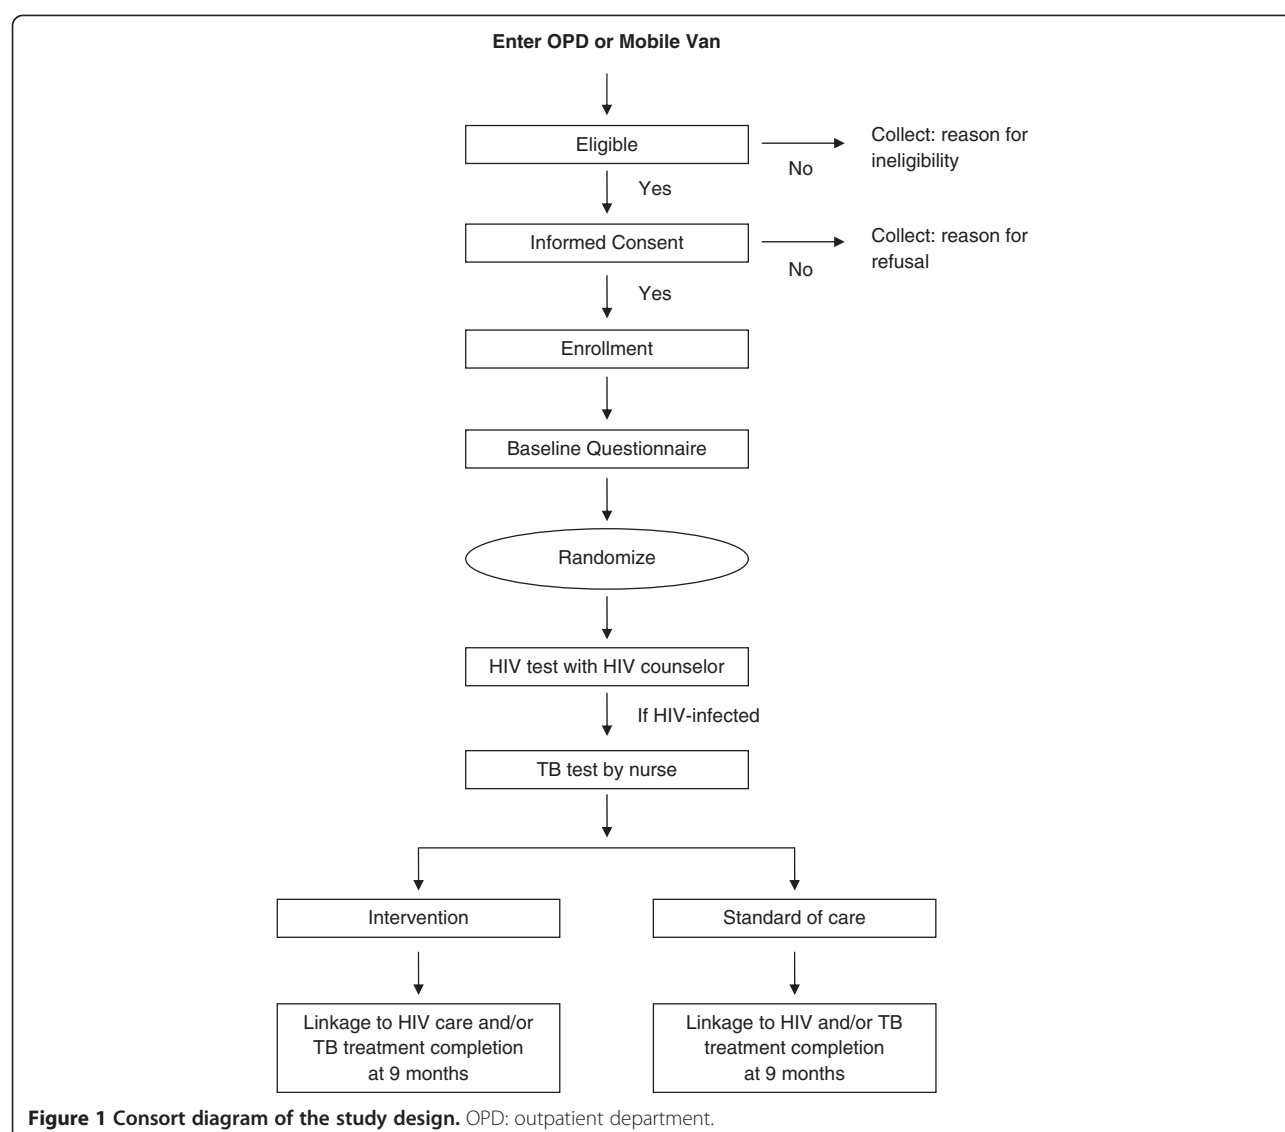 Enter OPD or Mobile Van
Eligible
No
Collect: reason for
ineligibility
Yes
Informed Consent
No
Collect: reason for
refusal
Yes
Enrollment
Baseline Questionnaire
Randomize
HIV test with HIV counselor
If HIV-infected
TB test by nurse
Intervention
Standard of care
Linkage to HIV care and/or
TB treatment completion
at 9 months
Linkage to HIV and/or TB
treatment completion
at 9 months
Figure 1 Consort diagram of the study design. OPD: outpatient department.